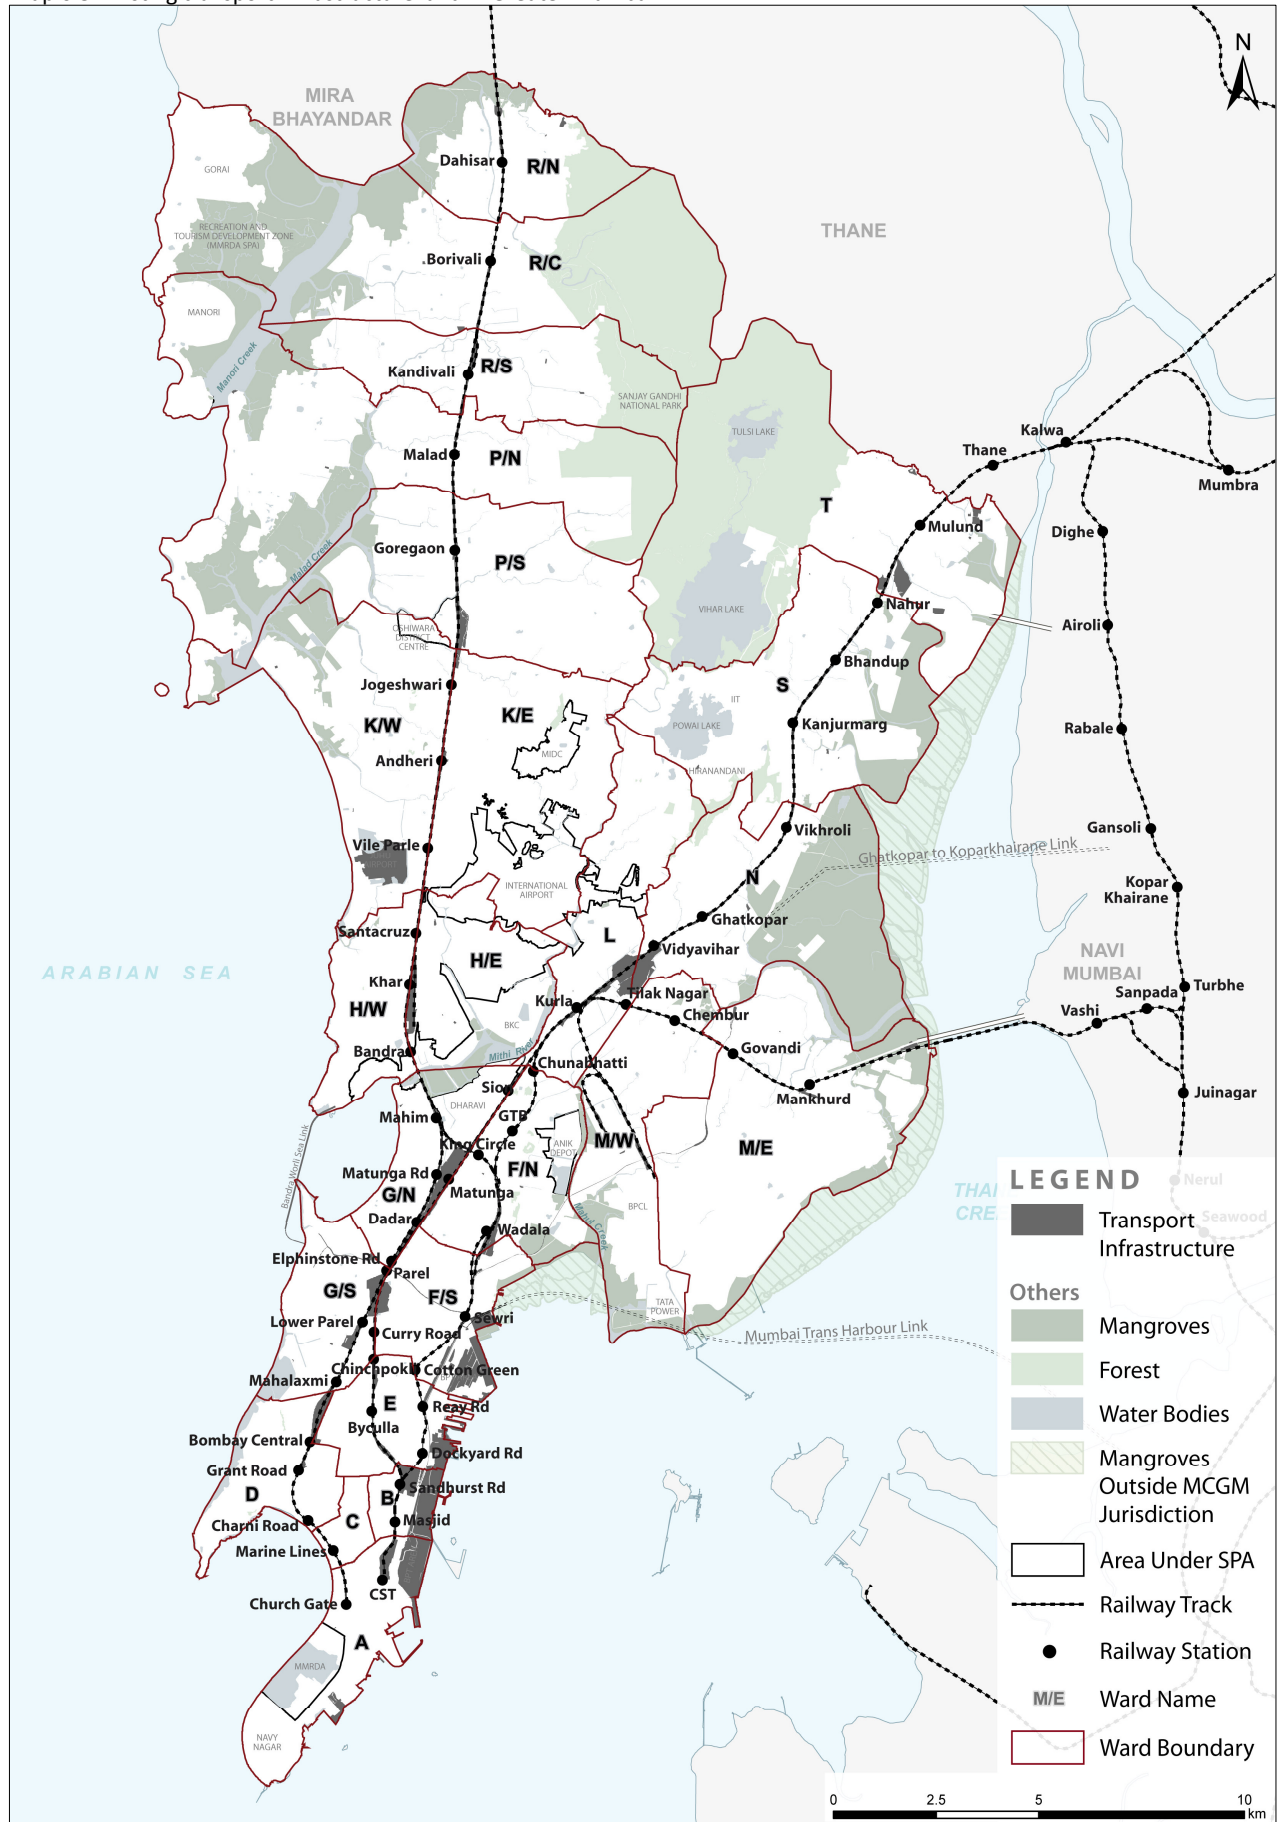 N
MIRA
BHAYANDAR
GORAI
Dahisar
R/N
RECREATION AND
TOURISM DEVELOPMENT ZONE
(MMRDA SPA)
THANE
Borivali
R/C
MANORI
Manori Creek
Kandivali
R/S
SANJAY GANDHI
NATIONAL PARK
TULSI LAKE
Kalwa
Thane
Mumbra
Malad
P/N
T
Mulund
Dighe
Goregaon
P/S
Malad Creek
Nahur
VIHAR LAKE
Airoli
OSHIWARA
DISTRICT
CENTRE
Bhandup
Jogeshwari
S
IIT
K/W
K/E
POWAI LAKE
Kanjurmarg
Rabale
MIDC
Andheri
HIRANANDANI
Vikhroli
Gansoli
Vile Parle
Ghatkopar to Koparkhairane Link
N
INTERNATIONAL
AIRPORT
Kopar
Khairane
Ghatkopar
Santacruz
L
Vidyavihar
ARABIAN SEA
H/E
NAVI
MUMBAI
Khar
Tilak Nagar
Turbhe
Sanpada
Kurla
H/W
Chembur
Vashi
BKC
Bandra
Mithi River
Govandi
Chunabhatti
Sion
Mankhurd
Juinagar
DHARAVI
Mahim
GTB
King Circle
ANIK
DEPOT
M/W
M/E
Bandra Worli Sea Link
Matunga Rd
F/N
G/N
Matunga
BPCL
Mahul Creek
Dadar
Wadala
Elphinstone Rd
Parel
G/S
F/S
TATA
POWER
Lower Parel
Sewri
Curry Road
Mumbai Trans Harbour Link
Chinchpokli
Cotton Green
Mahalaxmi
E
Reay Rd
Byculla
Bombay Central
Dockyard Rd
Grant Road
Sandhurst Rd
D
B
C
Masjid
Charni Road
Marine Lines
CST
Church Gate
A
MMRDA
NAVY
NAGAR
LEGEND
Nerul
Seawood
Transport
Infrastructure
Others
Mangroves
Forest
Water Bodies
Mangroves
Outside MCGM
Jurisdiction
Area Under SPA
Railway Track
Railway Station
M/E Ward Name
Ward Boundary
0 2.5 5 10
km